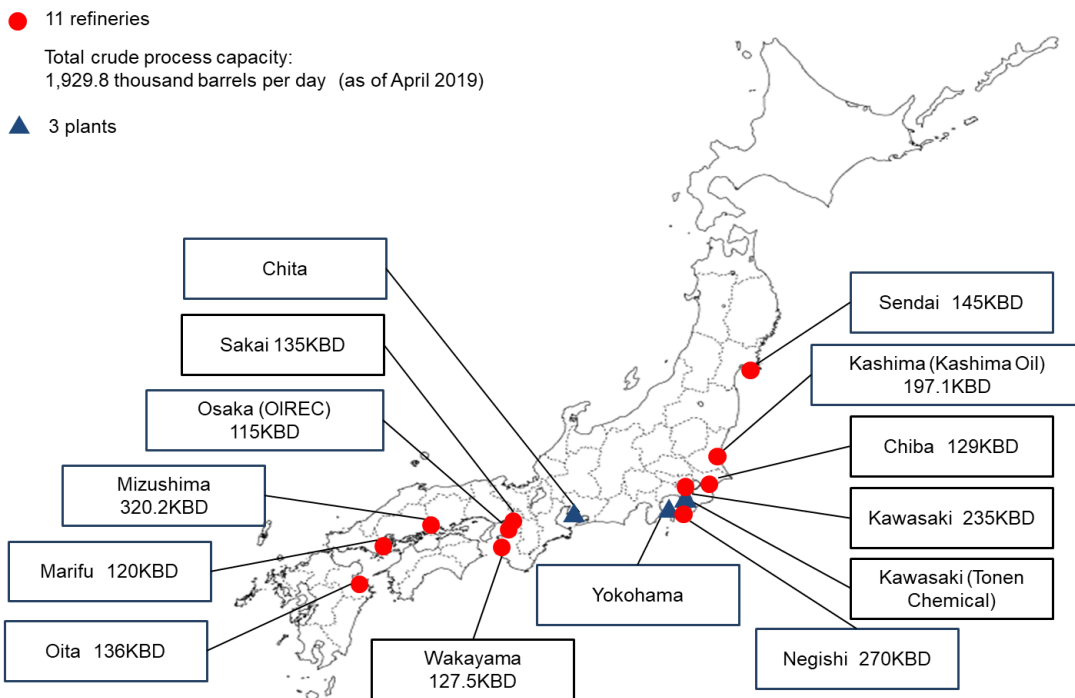 11 refineries
Total crude process capacity:
1,929.8 thousand barrels per day (as of April 2019)
3 plants
Chita
Sakai 135KBD
Osaka (OIREC)
115KBD
Mizushima
320.2KBD
Marifu 120KBD
Oita 136KBD
Wakayama
127.5KBD
Yokohama
Sendai 145KBD
Kashima (Kashima Oil)
197.1KBD
Chiba 129KBD
Kawasaki 235KBD
Kawasaki (Tonen
Chemical)
Negishi 270KBD